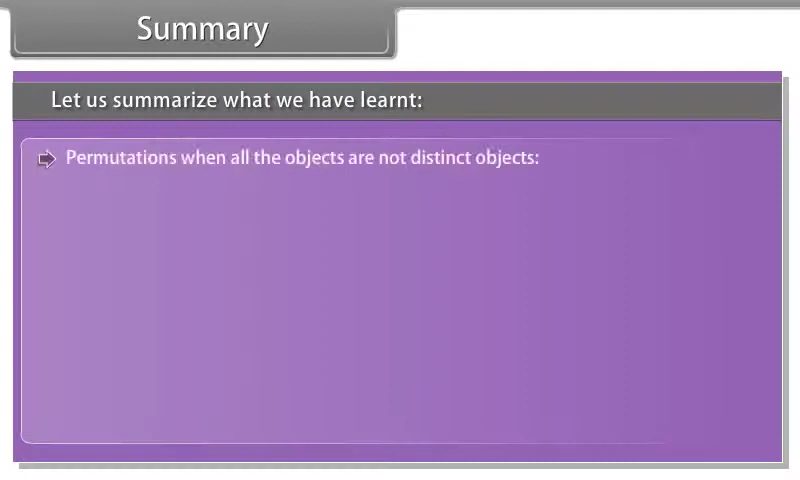 Summary
Let us summarize what we have learnt:
Permutations when all the objects are not distinct objects: